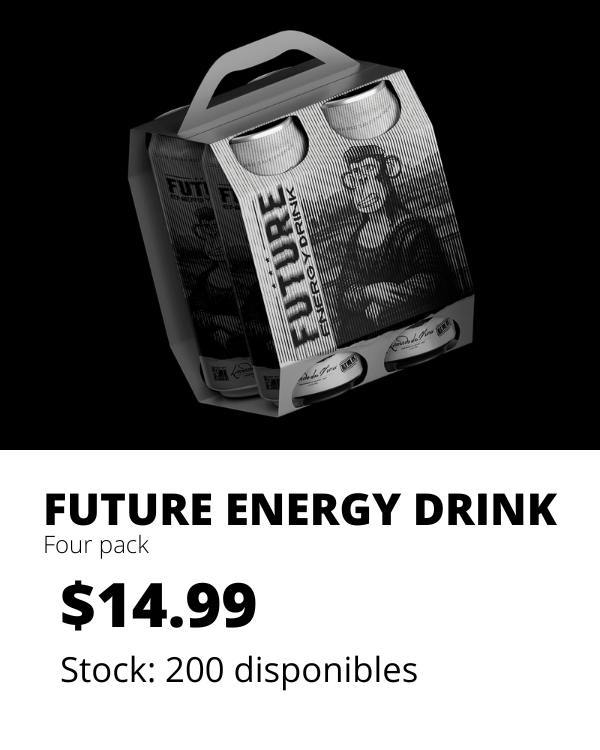 FUTURE
ENERGY DRINK
FUTURE ENERGY DRINK
Four pack
$14.99
Stock: 200 disponibles